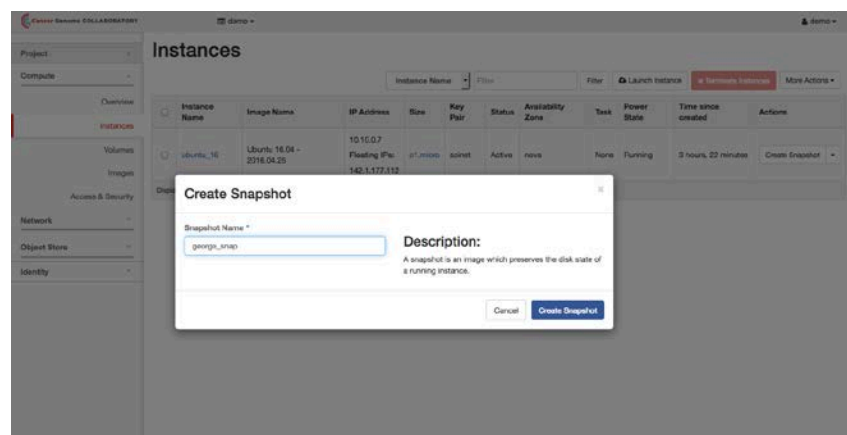 Cancer Genome COLLABORATORY
demo
demo
Project
Compute
Overview
Instances
Volumes
Images
Access & Security
Network
Object Store
Identity
Instances
Instance Name
Filter
Filter
Launch Instance
Terminate Instances
More Actions
Instance Name
Image Name
IP Address
Size
Key Pair
Status
Availability Zone
Task
Power State
Time since created
Actions
ubuntu_16
Ubuntu 16.04 - 2016.04.25
10.10.0.7
Floating IPs:
142.1.177.112
Active
nova
None
Running
3 hours, 22 minutes
Create Snapshot
Create Snapshot
×
Snapshot Name *
george_snap
Description:
A snapshot is an image which preserves the disk state of
a running instance.
Cancel
Create Snapshot